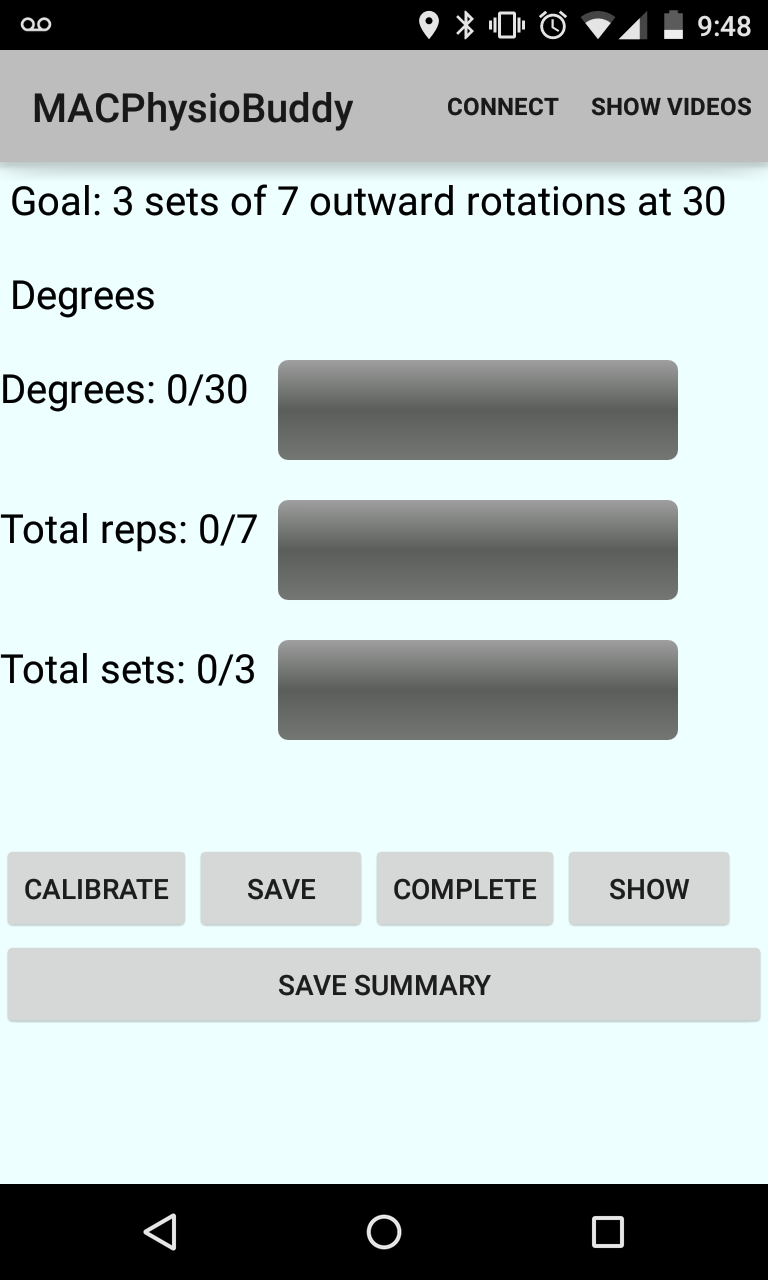 9:48
MACPhysioBuddy CONNECT SHOW VIDEOS
Goal: 3 sets of 7 outward rotations at 30
Degrees
Degrees: 0/30
Total reps: 0/7
Total sets: 0/3
CALIBRATE SAVE COMPLETE SHOW
SAVE SUMMARY